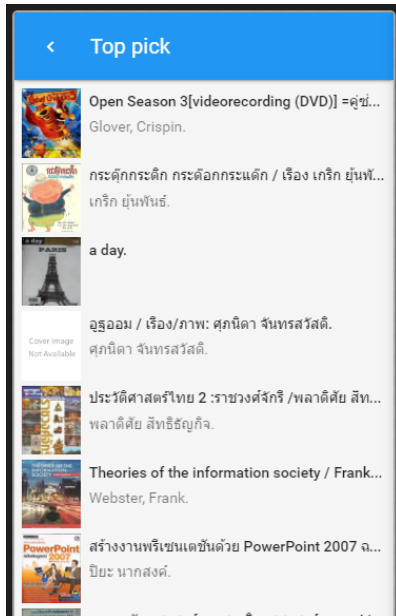 Top pick
Open Season 3[videorecording (DVD)] =คู่ซ่...
Glover, Crispin.
กระดุ๊กกระดิก กระด๊อกกระแด๊ก / เรื่อง เกริก ยุ้นพั...
เกริก ยุ้นพันธ์.
a day
PARIS
a day.
Cover Image
Not Available
อูฐออม / เรื่อง/ภาพ: ศุภนิดา จันทรสวัสดิ์.
ศุภนิดา จันทรสวัสดิ์.
ประวัติศาสตร์ไทย 2 :ราชวงศ์จักรี /พลาดิศัย สิท...
พลาดิศัย สิทธิธัญกิจ.
Theories of the information society / Frank...
Webster, Frank.
PowerPoint
2007
สร้างงานพรีเซนเตชันด้วย PowerPoint 2007 ฉ...
ปิยะ นากสงค์.